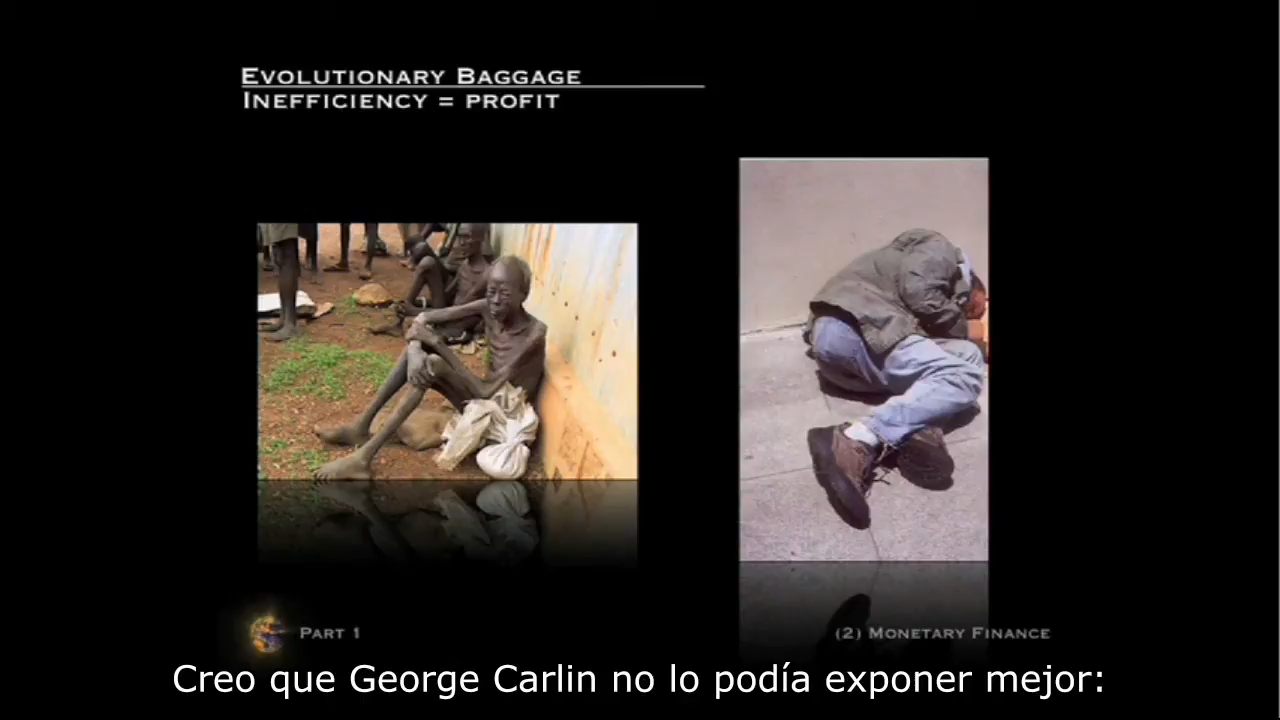 Evolutionary Baggage
Inefficiency = profit
Part 1
(2) Monetary Finance
Creo que George Carlin no lo podía exponer mejor: